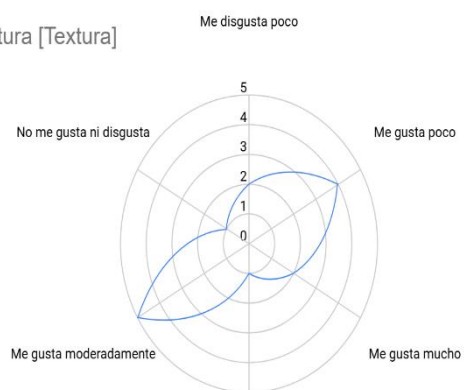 Me disgusta poco
tura [Textura]
5
No me gusta ni disgusta
Me gusta poco
4
3
2
1
0
Me gusta moderadamente
Me gusta mucho